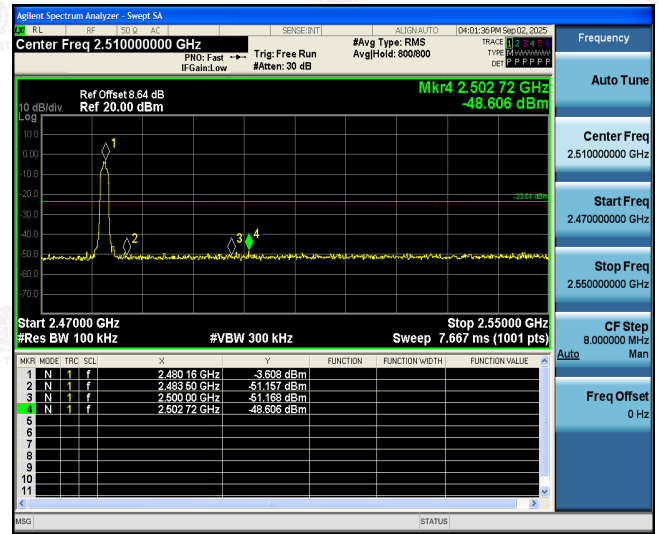 Agilent Spectrum Analyzer - Swept SA
RL RF 50 Ω AC SENSE:INT ALIGN AUTO 04:01:36 PM Sep 02, 2025
Center Freq 2.510000000 GHz
PNO: Fast
IFGain:Low
Trig: Free Run
#Atten: 30 dB
#Avg Type: RMS
Avg|Hold: 800/800
TRACE 1 2 3 4 5 6
TYPE M
DET P P P P P P
Frequency
Auto Tune
Center Freq
2.510000000 GHz
Start Freq
2.470000000 GHz
Stop Freq
2.550000000 GHz
CF Step
8.000000 MHz
Auto Man
Freq Offset
0 Hz
Mkr4 2.502 72 GHz
-48.606 dBm
Ref Offset 8.64 dB
10 dB/div Ref 20.00 dBm
Log
10.0
0.00
-10.0
-20.0
-30.0
-40.0
-50.0
-60.0
-70.0
1
2
3
4
-23.61 dBm
Start 2.47000 GHz Stop 2.55000 GHz
#Res BW 100 kHz #VBW 300 kHz Sweep 7.667 ms (1001 pts)
MKR MODE TRC SCL X Y FUNCTION FUNCTION WIDTH FUNCTION VALUE
1 N 1 f 2.480 16 GHz -3.608 dBm
2 N 1 f 2.483 50 GHz -51.157 dBm
3 N 1 f 2.500 00 GHz -51.168 dBm
4 N 1 f 2.502 72 GHz -48.606 dBm
5
6
7
8
9
10
11
MSG STATUS